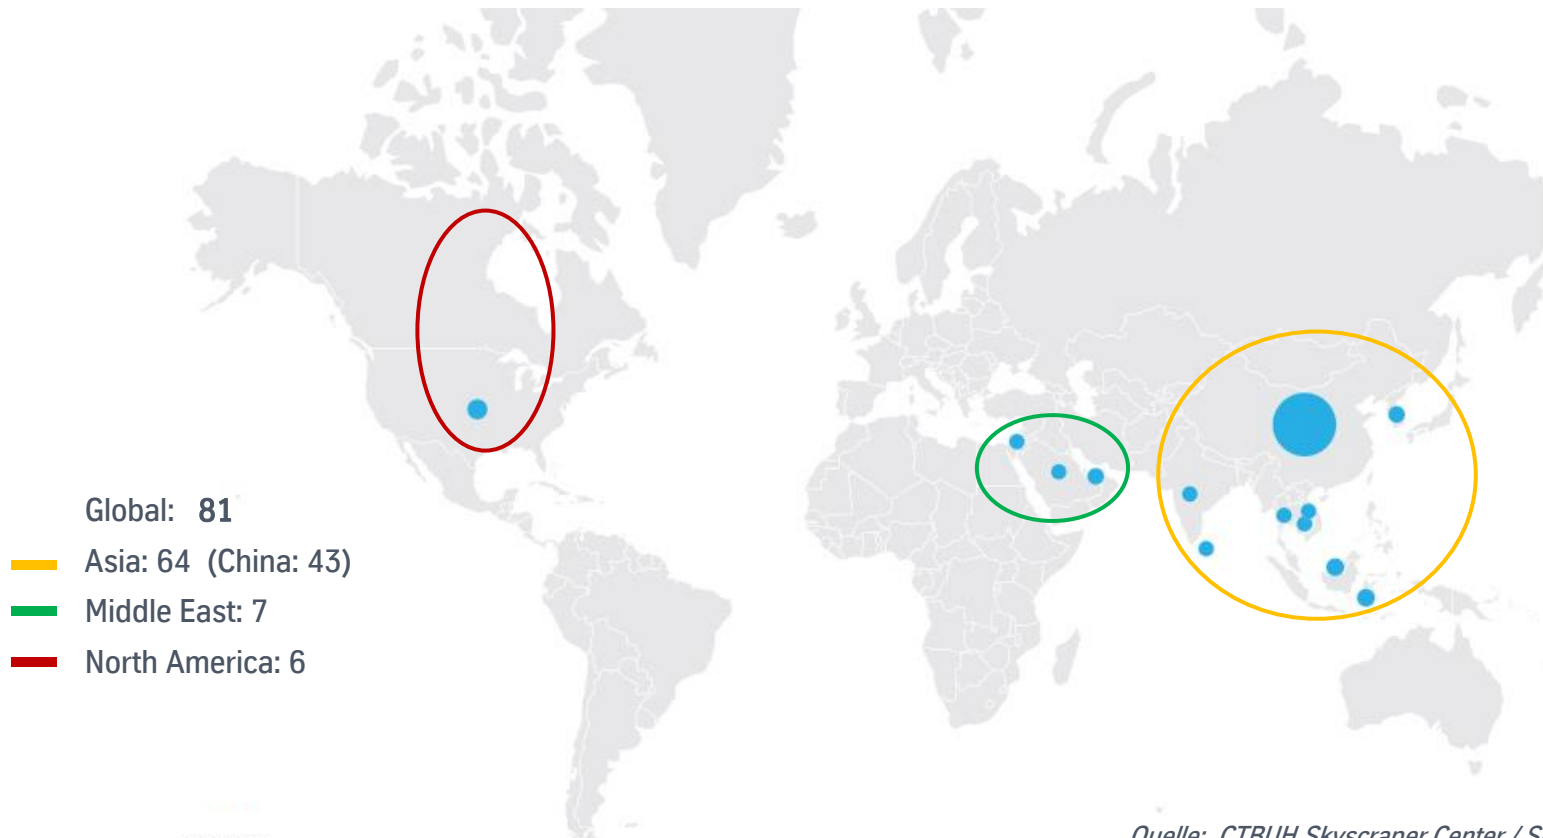 Global: 81
Asia: 64 (China: 43)
Middle East: 7
North America: 6
Quelle: CTBUH Skyscraper Center /